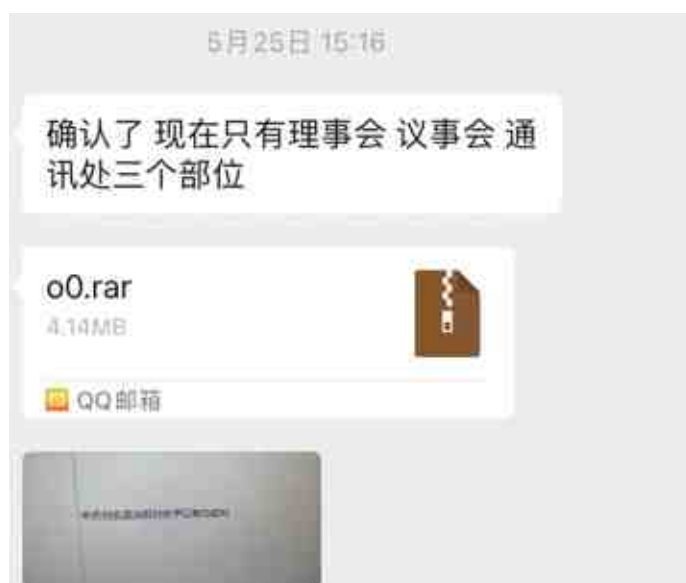 5月25日 15:16
确认了 现在只有理事会 议事会 通
讯处三个部位
o0.rar
4.14MB
QQ邮箱